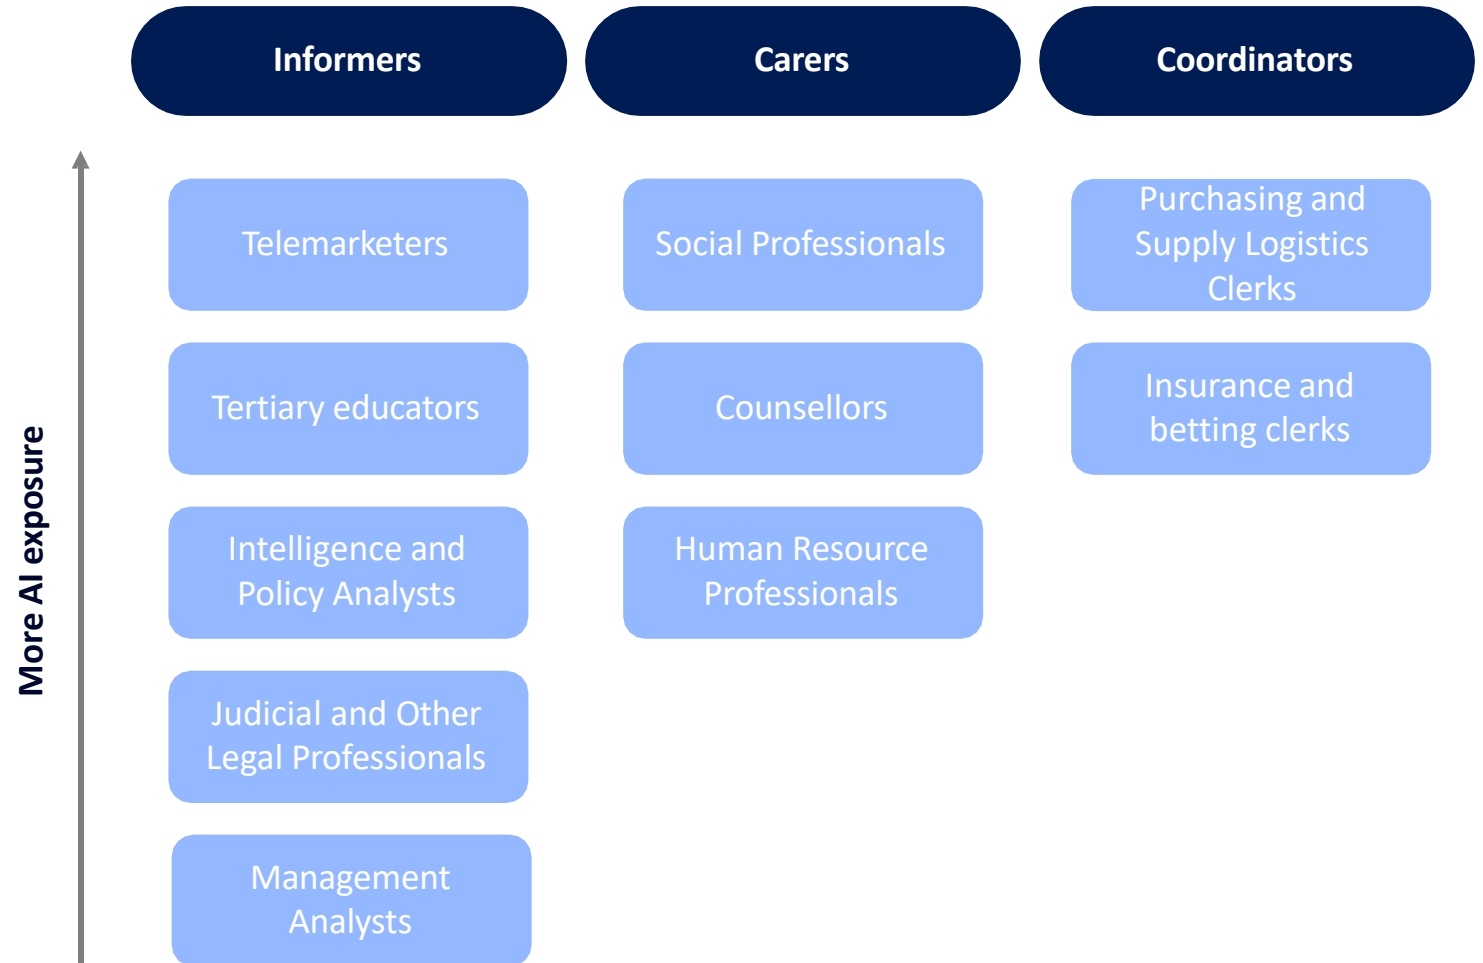 Informers
Carers
Coordinators
More AI exposure
Telemarketers
Social Professionals
Purchasing and
Supply Logistics
Clerks
Tertiary educators
Counsellors
Insurance and
betting clerks
Intelligence and
Policy Analysts
Human Resource
Professionals
Judicial and Other
Legal Professionals
Management
Analysts